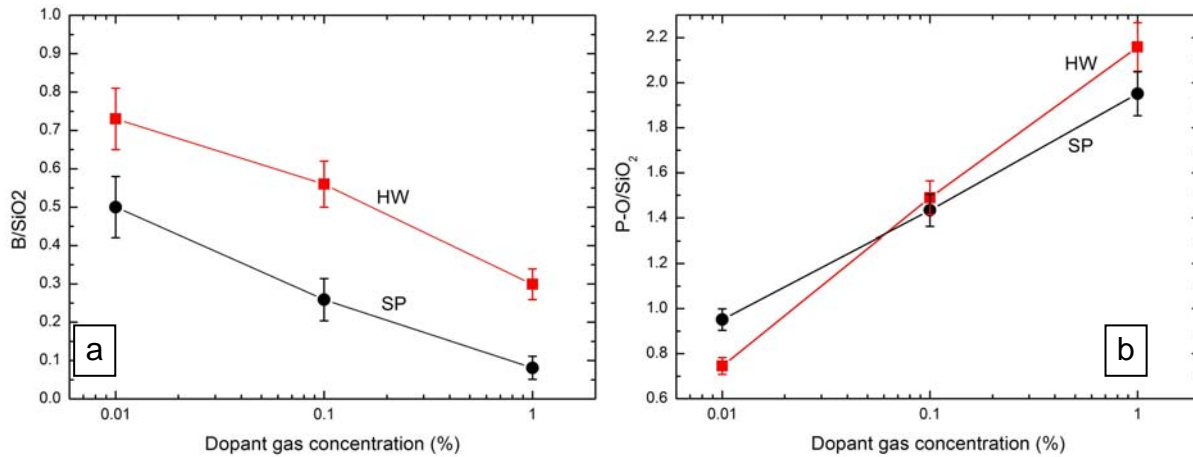 1.0
0.9
0.8
0.7
0.6
0.5
0.4
0.3
0.2
0.1
0.0
B/SiO2
HW
SP
a
0.01
0.1
1
Dopant gas concentration (%)
2.2
2.0
1.8
1.6
1.4
1.2
1.0
0.8
0.6
P-O/SiO₂
HW
SP
b
0.01
0.1
1
Dopant gas concentration (%)